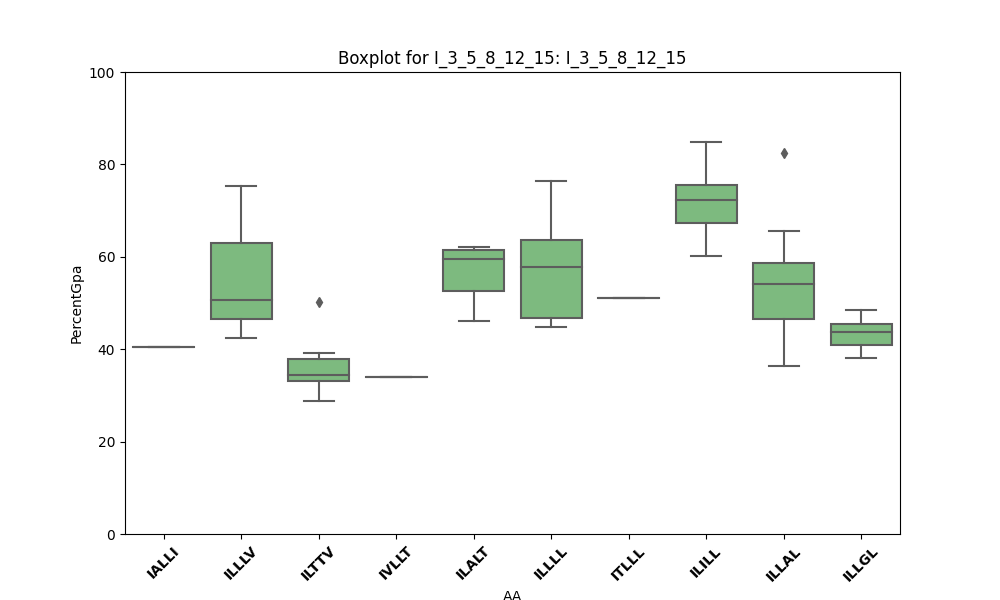 Boxplot for I_3_5_8_12_15: I_3_5_8_12_15
100
80
60
40
20
0
PercentGpa
IALLI
ILLLV
ILTTV
IVLLT
ILALT
ILLLL
ITLLL
ILILL
ILLAL
ILLGL
AA